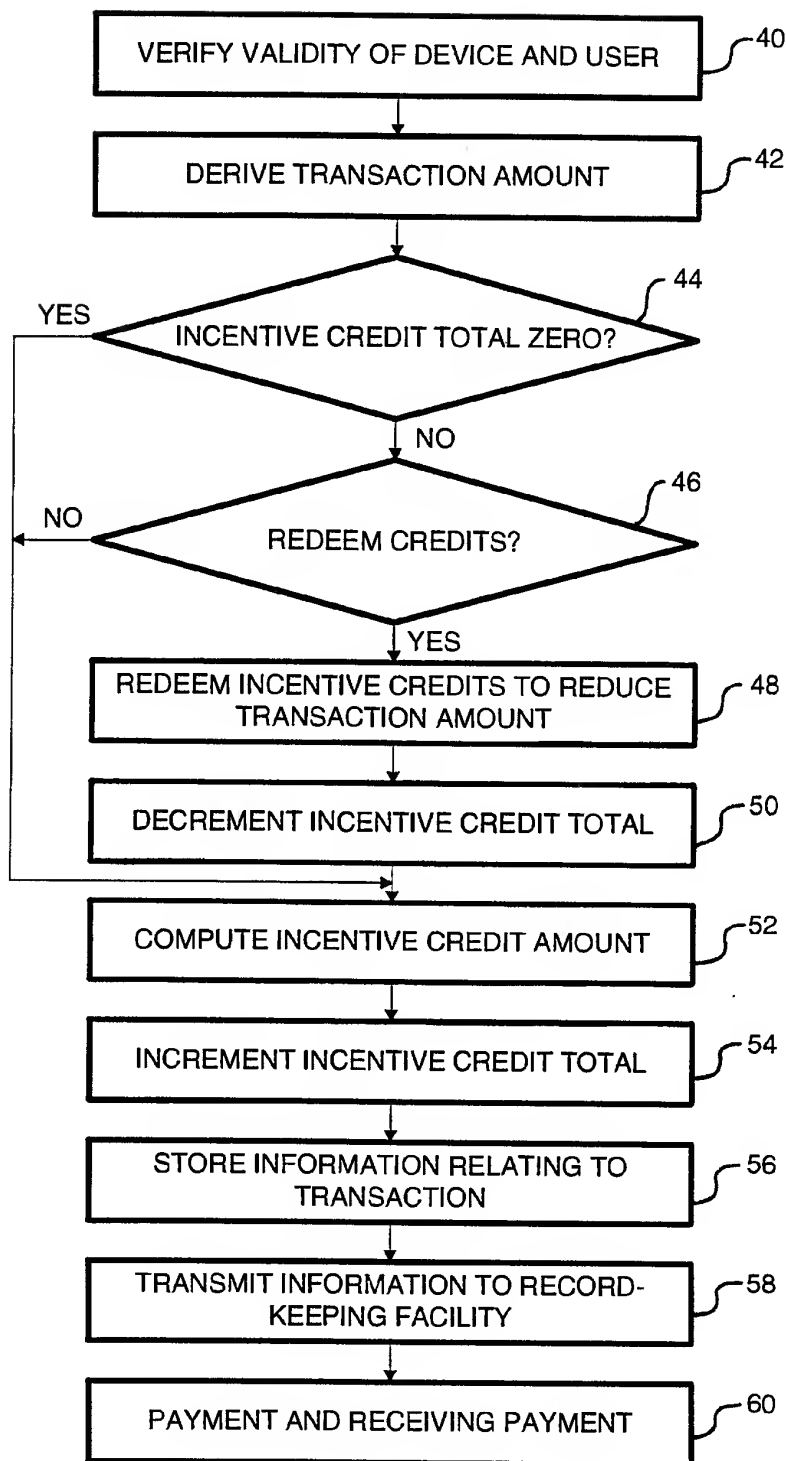 VERIFY VALIDITY OF DEVICE AND USER
40
DERIVE TRANSACTION AMOUNT
42
44
YES
INCENTIVE CREDIT TOTAL ZERO?
NO
46
NO
REDEEM CREDITS?
YES
REDEEM INCENTIVE CREDITS TO REDUCE
TRANSACTION AMOUNT
48
DECREMENT INCENTIVE CREDIT TOTAL
50
COMPUTE INCENTIVE CREDIT AMOUNT
52
INCREMENT INCENTIVE CREDIT TOTAL
54
STORE INFORMATION RELATING TO
TRANSACTION
56
TRANSMIT INFORMATION TO RECORD-
KEEPING FACILITY
58
PAYMENT AND RECEIVING PAYMENT
60